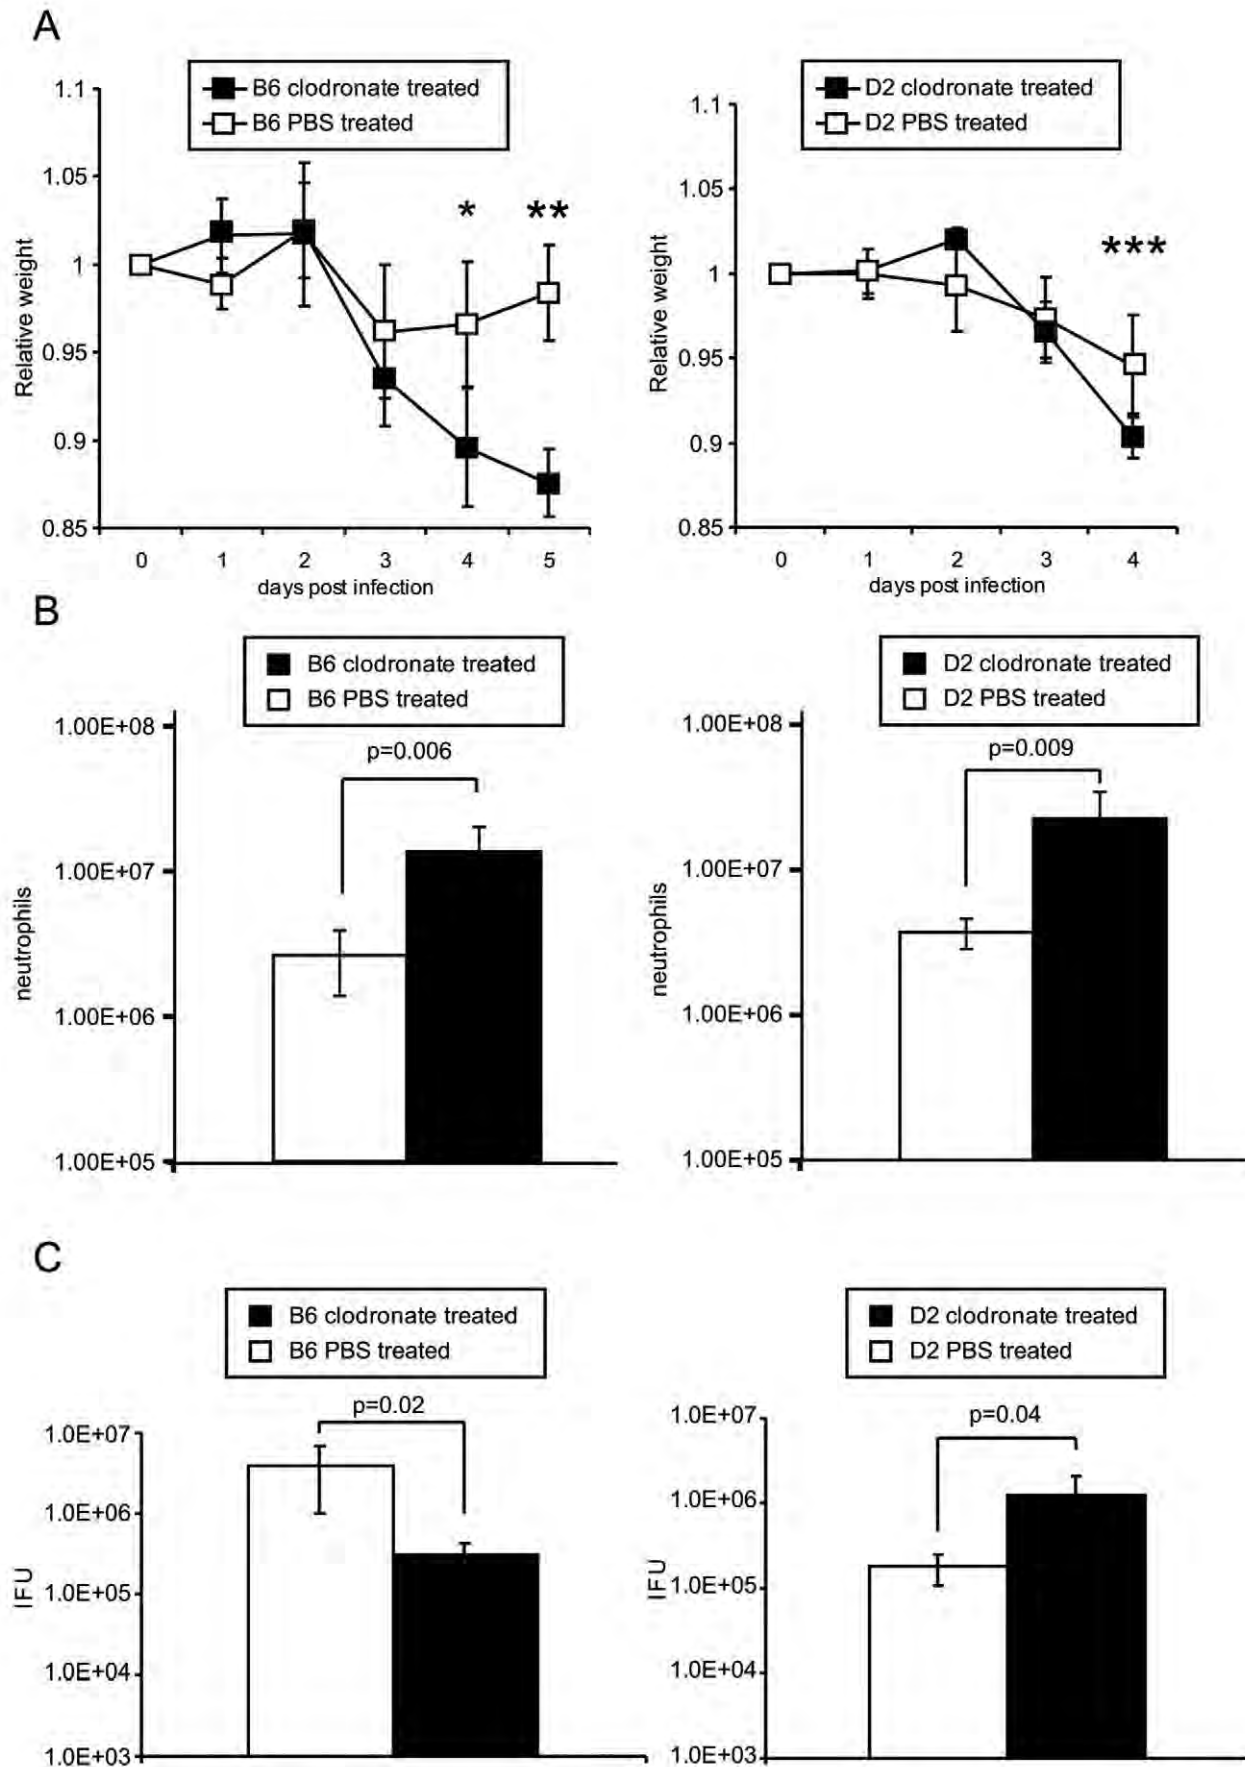 A
B6 clodronate treated
B6 PBS treated
1.1
1.05
1
0.95
0.9
0.85
Relative weight
*
**
0 1 2 3 4 5
days post infection
D2 clodronate treated
D2 PBS treated
1.1
1.05
1
0.95
0.9
0.85
Relative weight
***
0 1 2 3 4
days post infection
B
B6 clodronate treated
B6 PBS treated
p=0.006
1.00E+08
1.00E+07
1.00E+06
1.00E+05
neutrophils
D2 clodronate treated
D2 PBS treated
p=0.009
1.00E+08
1.00E+07
1.00E+06
1.00E+05
neutrophils
C
B6 clodronate treated
B6 PBS treated
p=0.02
1.0E+07
1.0E+06
1.0E+05
1.0E+04
1.0E+03
IFU
D2 clodronate treated
D2 PBS treated
p=0.04
1.0E+07
1.0E+06
1.0E+05
1.0E+04
1.0E+03
IFU